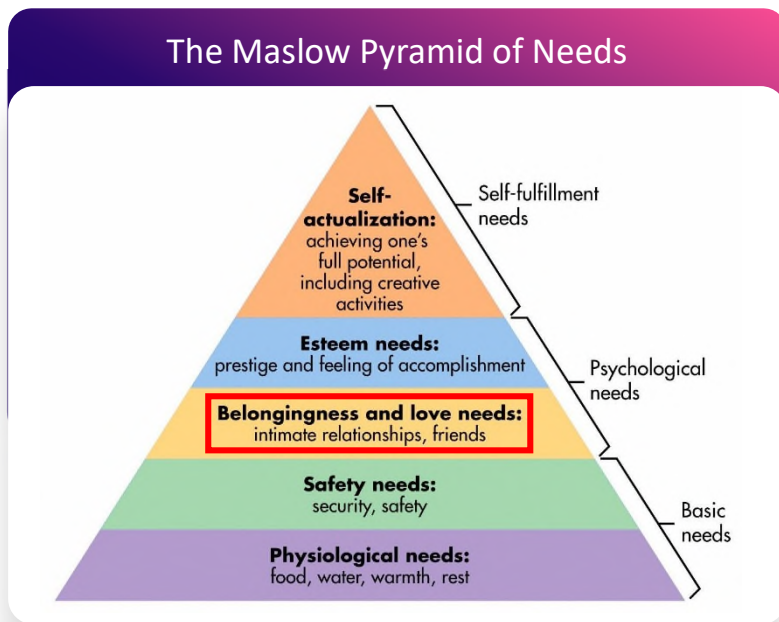 The Maslow Pyramid of Needs
Self-
actualization:
achieving one's
full potential,
including creative
activities
Self-fulfillment
needs
Esteem needs:
prestige and feeling of accomplishment
Psychological
needs
Belongingness and love needs:
intimate relationships, friends
Safety needs:
security, safety
Basic
needs
Physiological needs:
food, water, warmth, rest